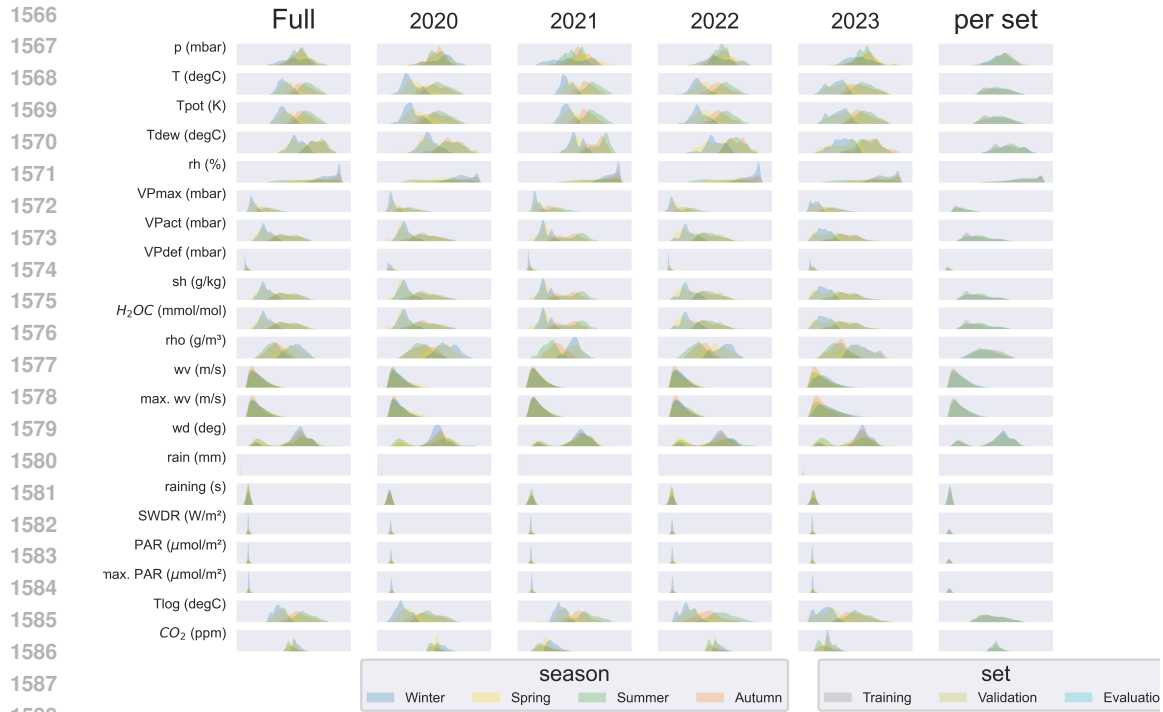 1566
Full 2020 2021 2022 2023 per set
1567
p (mbar)
1568
T (degC)
1569
Tpot (K)
1570
Tdew (degC)
1571
rh (%)
1572
VPmax (mbar)
1573
VPact (mbar)
1574
VPdef (mbar)
1575
sh (g/kg)
1576
H₂OC (mmol/mol)
1577
rho (g/m³)
1578
wv (m/s)
max. wv (m/s)
1579
wd (deg)
1580
rain (mm)
1581
raining (s)
1582
SWDR (W/m²)
1583
PAR (μmol/m²)
1584
max. PAR (μmol/m²)
1585
Tlog (degC)
1586
CO₂ (ppm)
1587
season set
Winter Spring Summer Autumn Training Validation Evaluatio